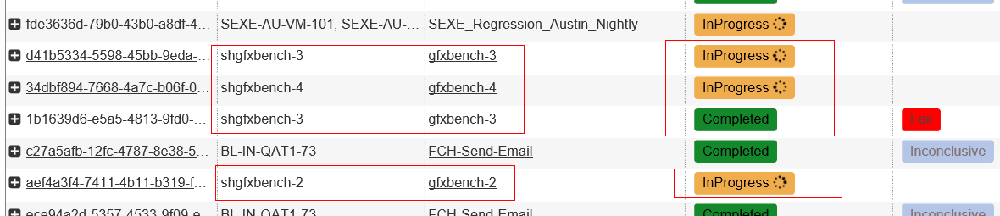 fde3636d-79b0-43b0-a8df-4... SEXE-AU-VM-101, SEXE-AU-... SEXE_Regression_Austin_Nightly InProgress
d41b5334-5598-45bb-9eda-... shgfxbench-3 gfxbench-3 InProgress
34dbf894-7668-4a7c-b06f-0... shgfxbench-4 gfxbench-4 InProgress
1b1639d6-e5a5-4813-9fd0-... shgfxbench-3 gfxbench-3 Completed Fail
c27a5afb-12fc-4787-8e38-5... BL-IN-QAT1-73 FCH-Send-Email Completed Inconclusive
aef4a3f4-7411-4b11-b319-f... shgfxbench-2 gfxbench-2 InProgress
ece94a2d-5357-4533-9f09-e... BL-IN-QAT1-73 FCH-Send-Email Completed Inconclusive